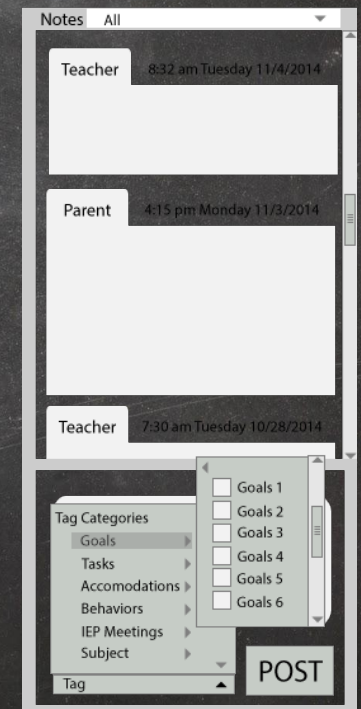 Notes All
Teacher 8:32 am Tuesday 11/4/2014
Parent 4:15 pm Monday 11/3/2014
Teacher 7:30 am Tuesday 10/28/2014
Tag Categories
Goals
Tasks
Accomodations
Behaviors
IEP Meetings
Subject
Tag
Goals 1
Goals 2
Goals 3
Goals 4
Goals 5
Goals 6
POST